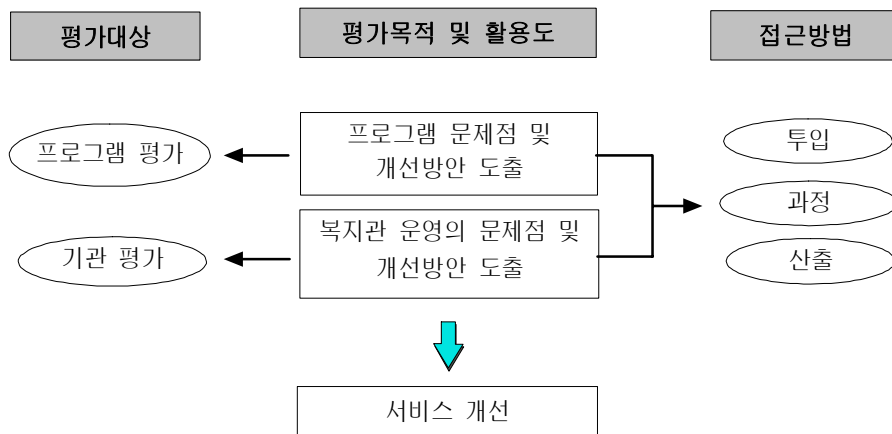 평가대상
평가목적 및 활용도
접근방법
프로그램 평가
프로그램 문제점 및
개선방안 도출
투입
과정
기관 평가
복지관 운영의 문제점 및
개선방안 도출
산출
서비스 개선